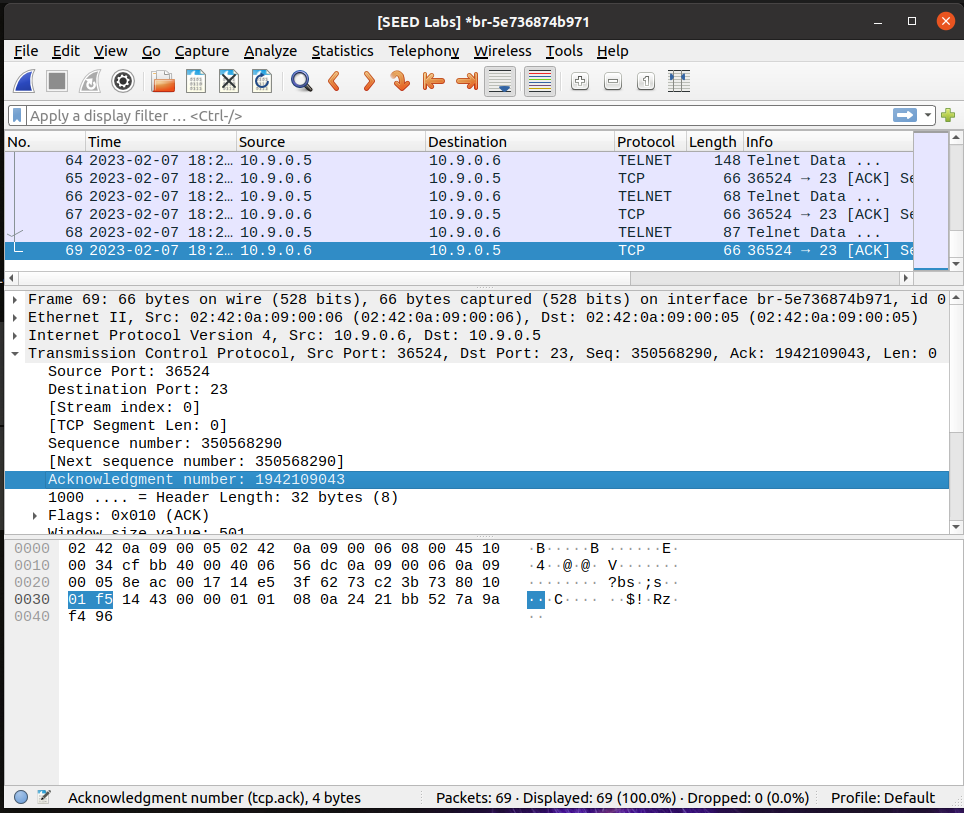 [SEED Labs] *br-5e736874b971
File Edit View Go Capture Analyze Statistics Telephony Wireless Tools Help
Apply a display filter … <Ctrl-/>
No. Time Source Destination Protocol Length Info
64 2023-02-07 18:2… 10.9.0.5 10.9.0.6 TELNET 148 Telnet Data ...
65 2023-02-07 18:2… 10.9.0.6 10.9.0.5 TCP 66 36524 → 23 [ACK] Se
66 2023-02-07 18:2… 10.9.0.5 10.9.0.6 TELNET 68 Telnet Data ...
67 2023-02-07 18:2… 10.9.0.6 10.9.0.5 TCP 66 36524 → 23 [ACK] Se
68 2023-02-07 18:2… 10.9.0.5 10.9.0.6 TELNET 87 Telnet Data ...
69 2023-02-07 18:2… 10.9.0.6 10.9.0.5 TCP 66 36524 → 23 [ACK] Se
Frame 69: 66 bytes on wire (528 bits), 66 bytes captured (528 bits) on interface br-5e736874b971, id 0
Ethernet II, Src: 02:42:0a:09:00:06 (02:42:0a:09:00:06), Dst: 02:42:0a:09:00:05 (02:42:0a:09:00:05)
Internet Protocol Version 4, Src: 10.9.0.6, Dst: 10.9.0.5
Transmission Control Protocol, Src Port: 36524, Dst Port: 23, Seq: 350568290, Ack: 1942109043, Len: 0
Source Port: 36524
Destination Port: 23
[Stream index: 0]
[TCP Segment Len: 0]
Sequence number: 350568290
[Next sequence number: 350568290]
Acknowledgment number: 1942109043
1000 .... = Header Length: 32 bytes (8)
Flags: 0x010 (ACK)
Window size value: 501
0000 02 42 0a 09 00 05 02 42 0a 09 00 06 08 00 45 10 ·B·····B ······E·
0010 00 34 cf bb 40 00 40 06 56 dc 0a 09 00 06 0a 09 ·4··@·@· V·······
0020 00 05 8e ac 00 17 14 e5 3f 62 73 c2 3b 73 80 10 ········ ?bs·;s··
0030 01 f5 14 43 00 00 01 01 08 0a 24 21 bb 52 7a 9a ···C···· ··$!·Rz·
0040 f4 96 ··
Acknowledgment number (tcp.ack), 4 bytes Packets: 69 · Displayed: 69 (100.0%) · Dropped: 0 (0.0%) Profile: Default